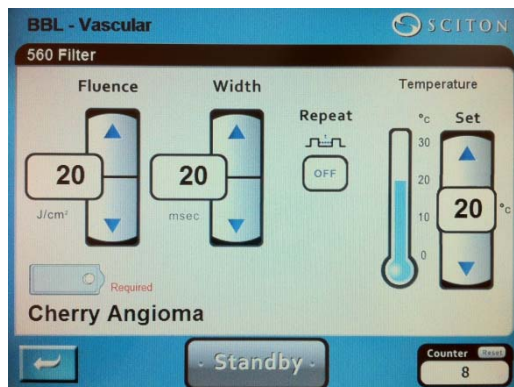 BBL - Vascular
SCITON
560 Filter
Fluence
Width
Temperature
Repeat
°C
Set
30
20
10
0
OFF
20
J/cm²
20
msec
20
°C
Required
Cherry Angioma
Standby
Counter Reset
8